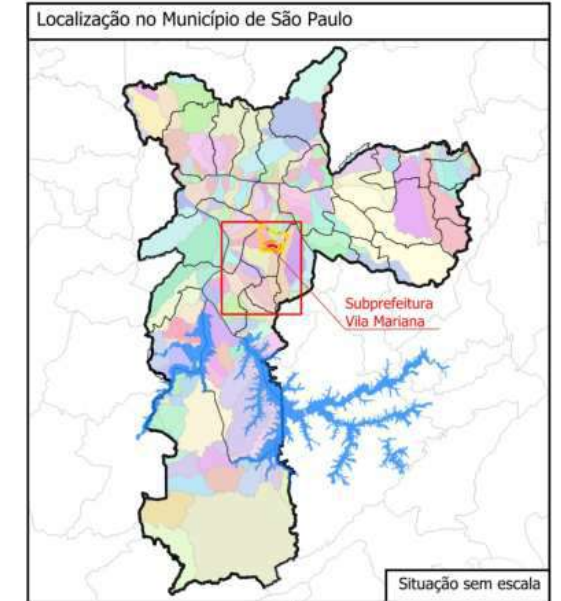 Localização no Município de São Paulo
Subprefeitura
Vila Mariana
Situação sem escala